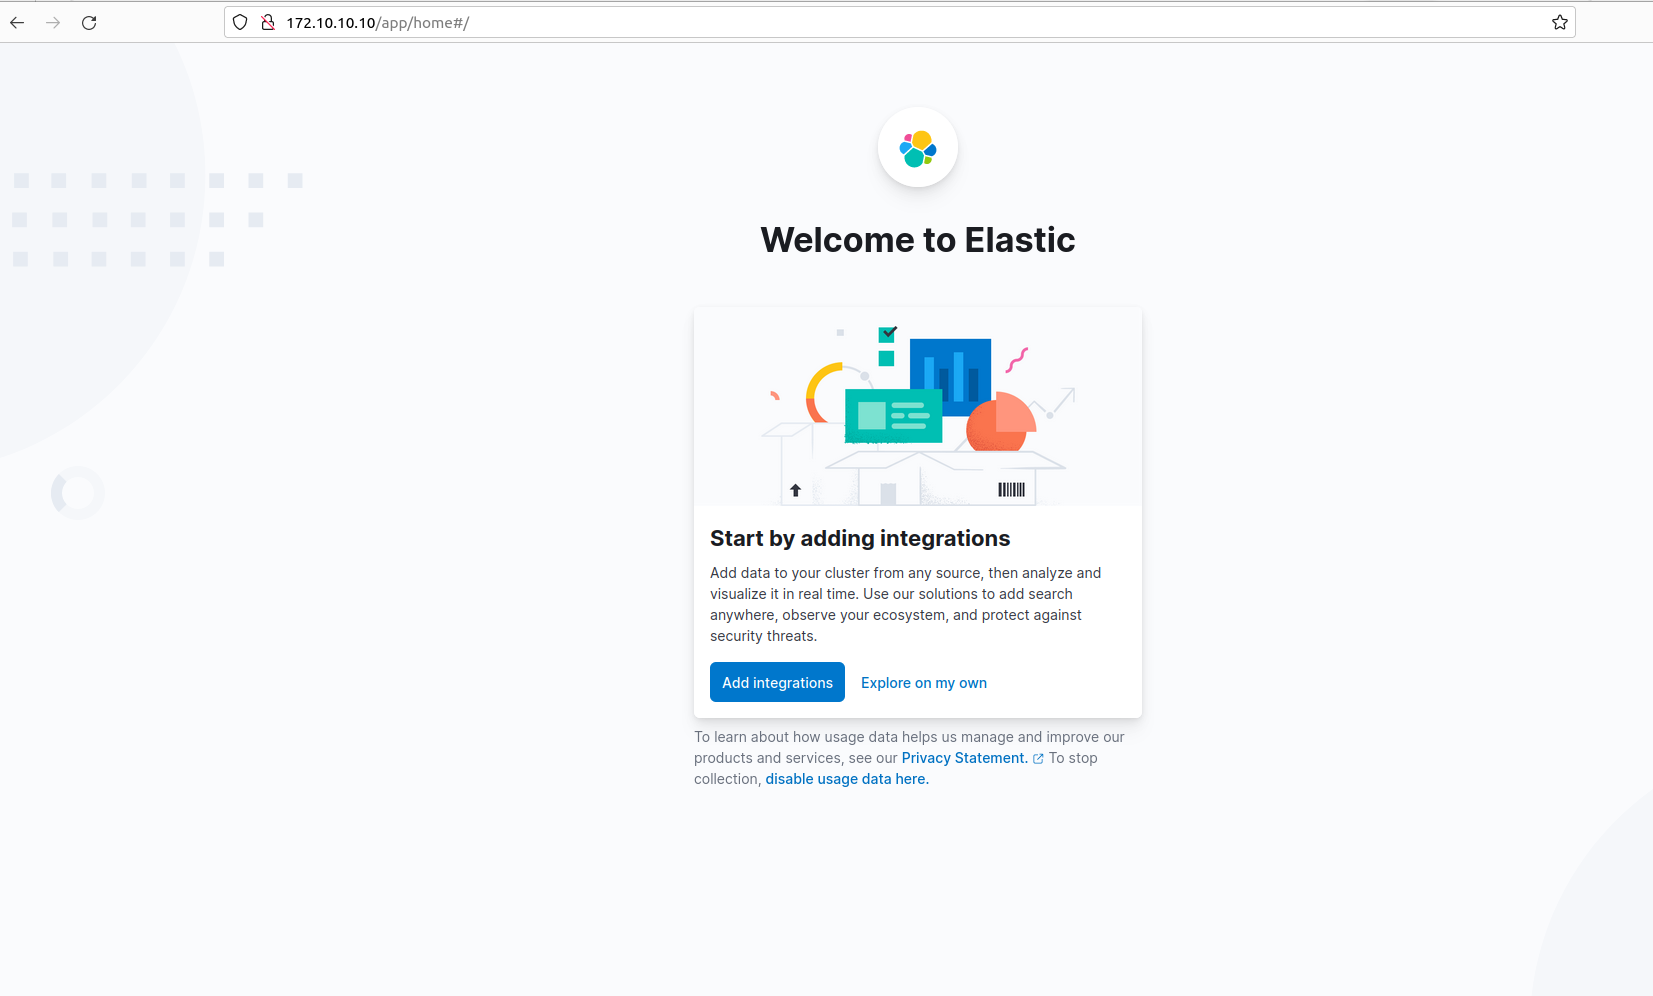 172.10.10.10/app/home#/
Welcome to Elastic
Start by adding integrations
Add data to your cluster from any source, then analyze and
visualize it in real time. Use our solutions to add search
anywhere, observe your ecosystem, and protect against
security threats.
Add integrations Explore on my own
To learn about how usage data helps us manage and improve our
products and services, see our Privacy Statement. To stop
collection, disable usage data here.